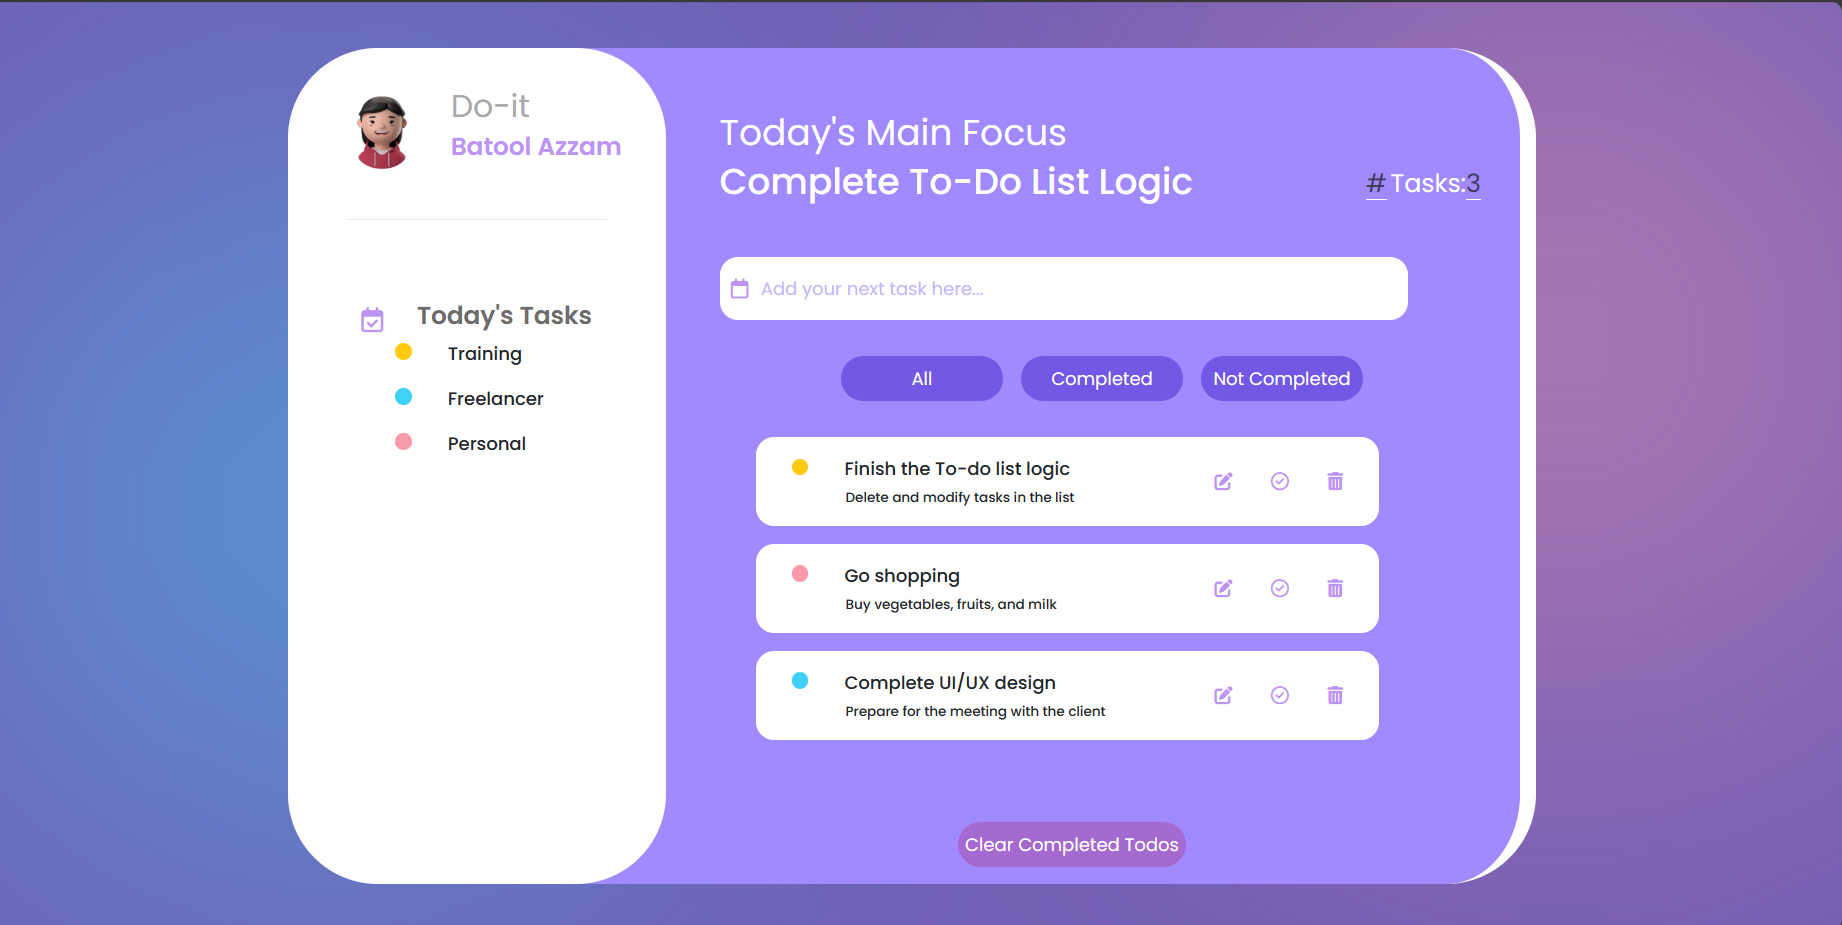 Do-it
Batool Azzam
Today's Tasks
Training
Freelancer
Personal
Today's Main Focus
Complete To-Do List Logic
# Tasks:3
Add your next task here...
All
Completed
Not Completed
Finish the To-do list logic
Delete and modify tasks in the list
Go shopping
Buy vegetables, fruits, and milk
Complete UI/UX design
Prepare for the meeting with the client
Clear Completed Todos